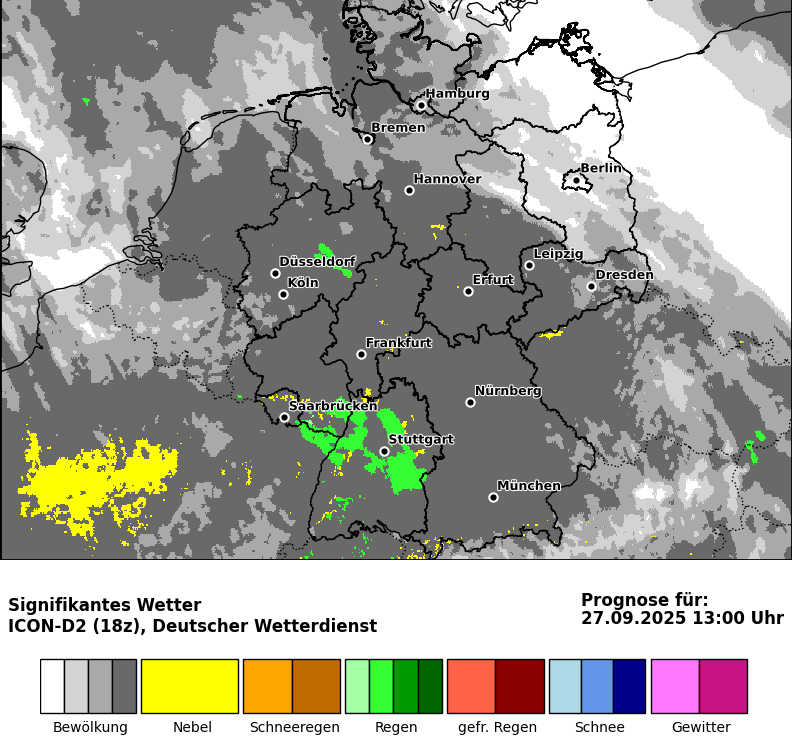 Hamburg
Bremen
Berlin
Hannover
Leipzig
Düsseldorf
Dresden
Köln
Erfurt
Frankfurt
Nürnberg
Saarbrücken
Stuttgart
München
Signifikantes Wetter
ICON-D2 (18z), Deutscher Wetterdienst
Prognose für:
27.09.2025 13:00 Uhr
Bewölkung Nebel Schneeregen Regen gefr. Regen Schnee Gewitter